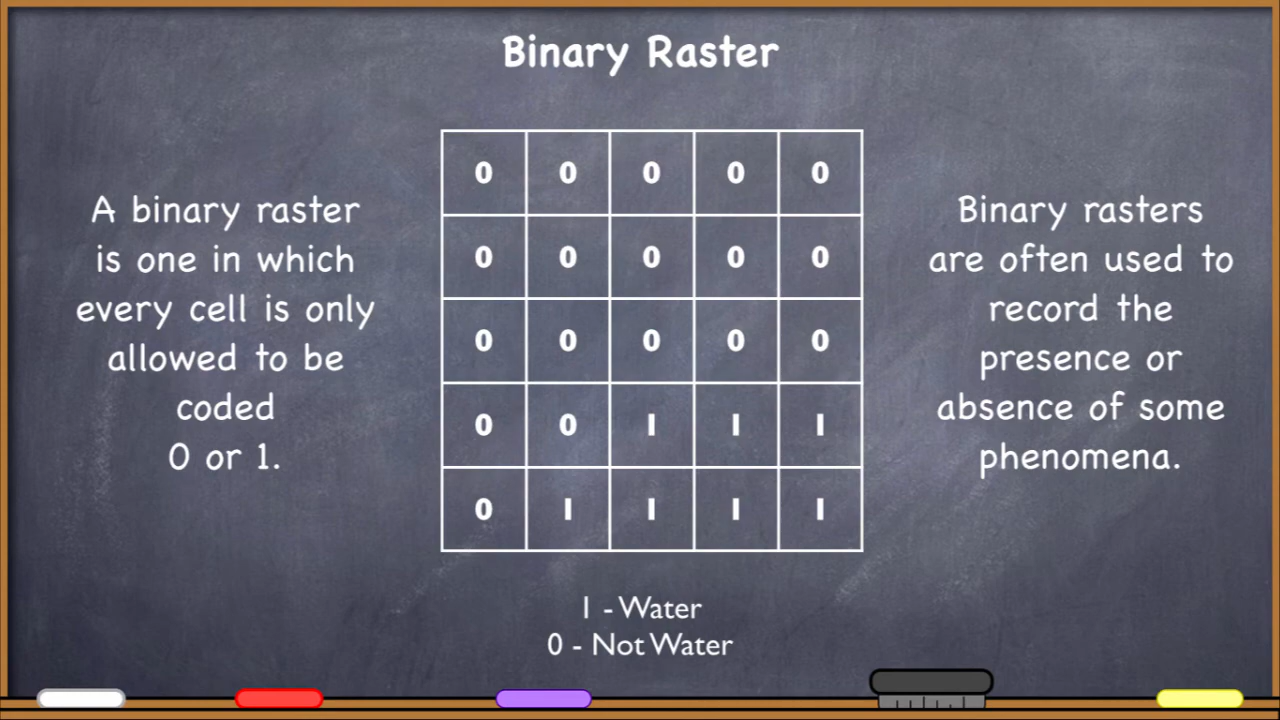 Binary Raster
A binary raster
is one in which
every cell is only
allowed to be
coded
0 or 1.
0 0 0 0 0
0 0 0 0 0
0 0 0 0 0
0 0 1 1 1
0 1 1 1 1
Binary rasters
are often used to
record the
presence or
absence of some
phenomena.
1 - Water
0 - Not Water